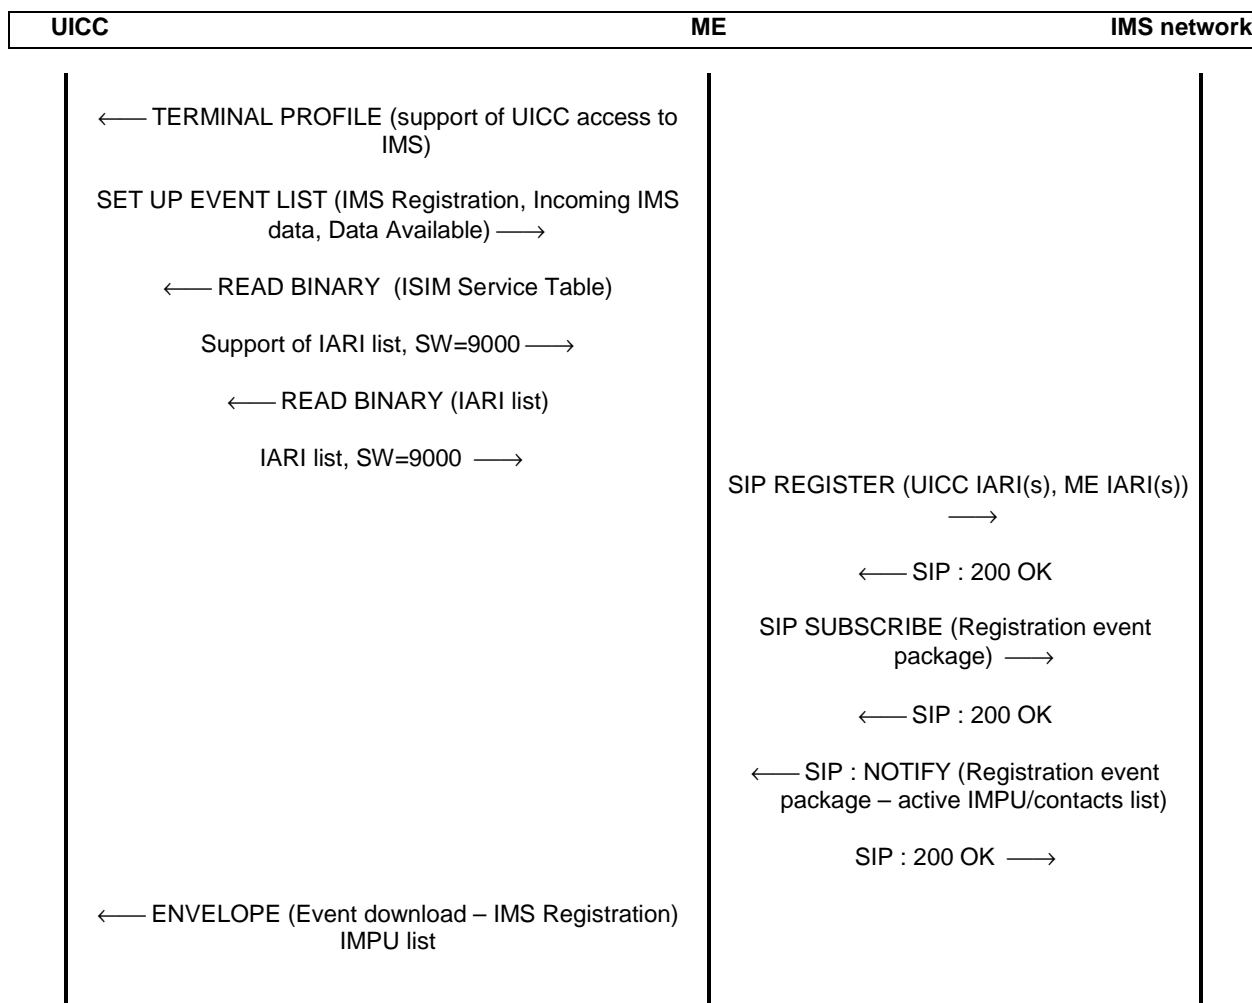 UICC ME IMS network
← TERMINAL PROFILE (support of UICC access to
IMS)
SET UP EVENT LIST (IMS Registration, Incoming IMS
data, Data Available) →
← READ BINARY (ISIM Service Table)
Support of IARI list, SW=9000 →
← READ BINARY (IARI list)
IARI list, SW=9000 →
SIP REGISTER (UICC IARI(s), ME IARI(s))
→
← SIP : 200 OK
SIP SUBSCRIBE (Registration event
package) →
← SIP : 200 OK
← SIP : NOTIFY (Registration event
package – active IMPU/contacts list)
SIP : 200 OK →
← ENVELOPE (Event download – IMS Registration)
IMPU list